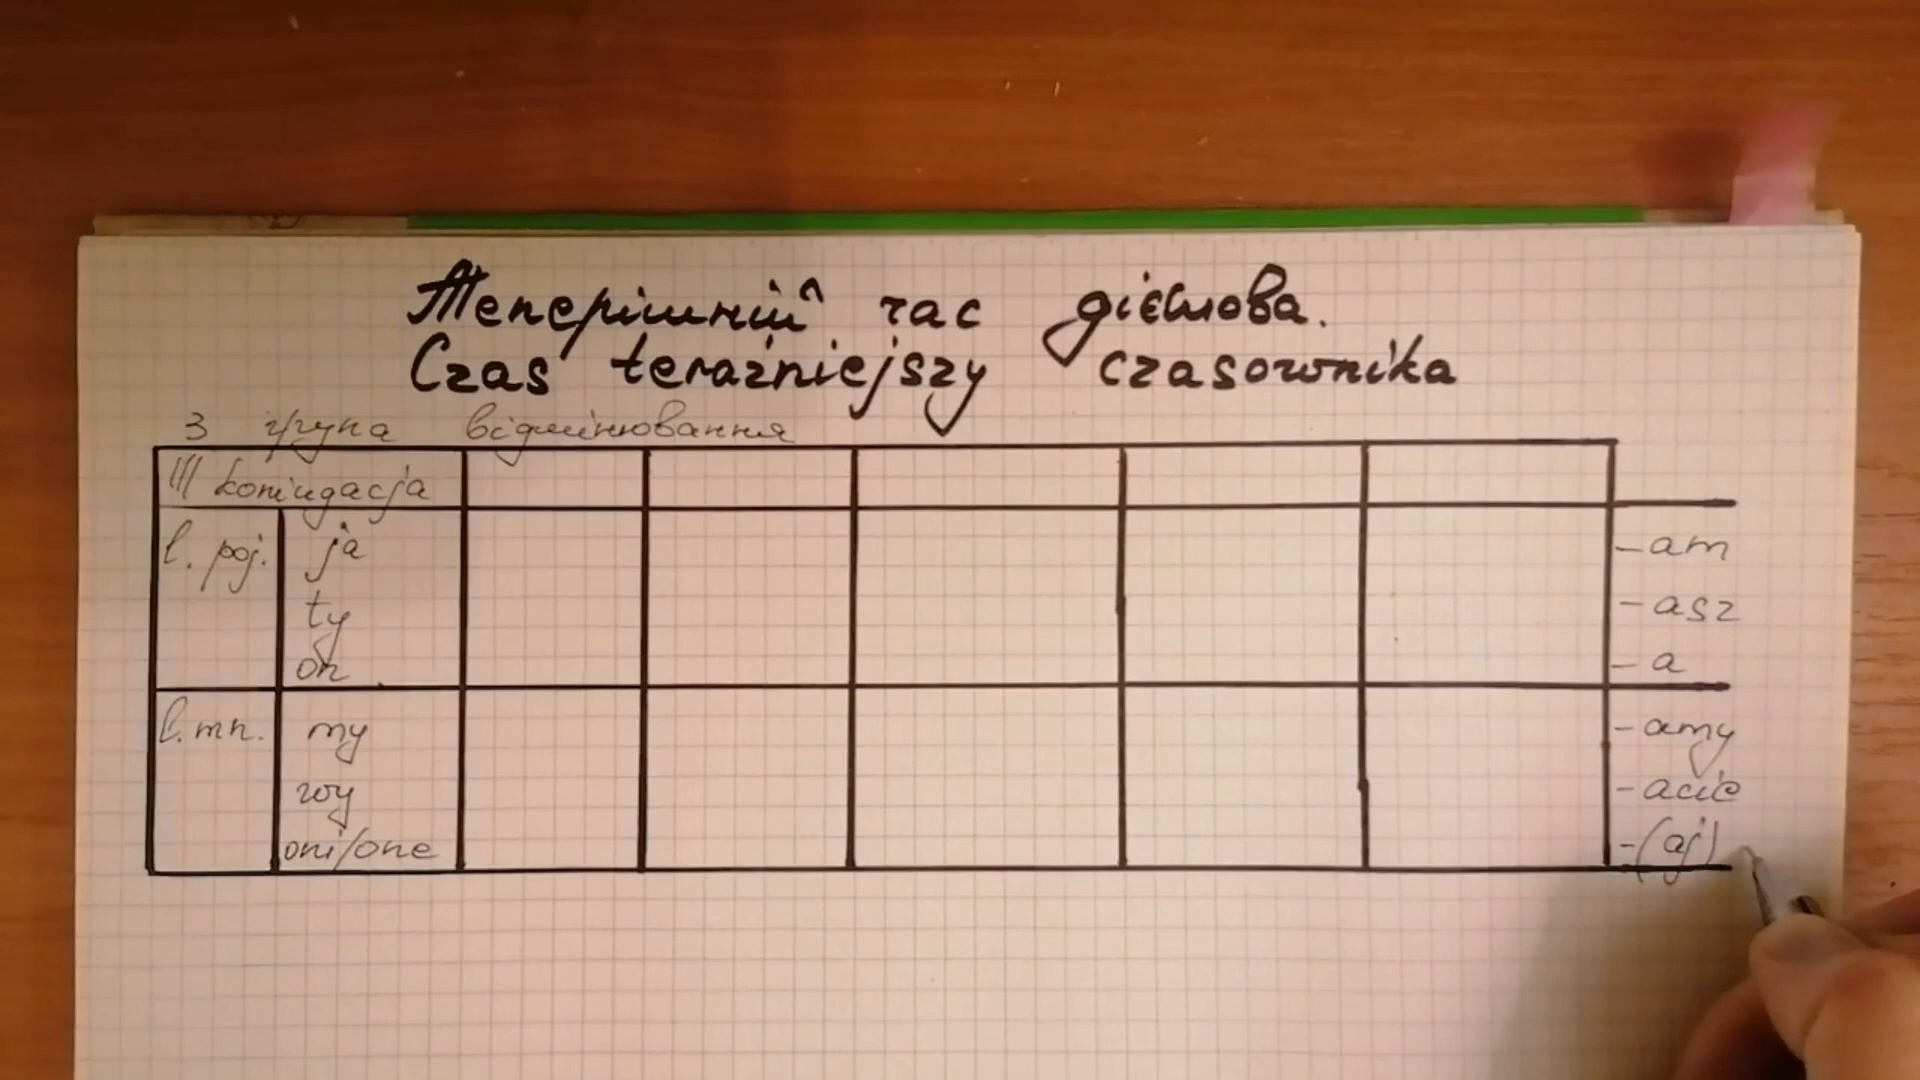 Теперішній час дієслова.
Czas teraźniejszy czasownika
3 група відмінювання
III koniugacja
l. poj. ja -am
ty -asz
on -a
l. mn. my -amy
wy -acie
oni/one -(aj)